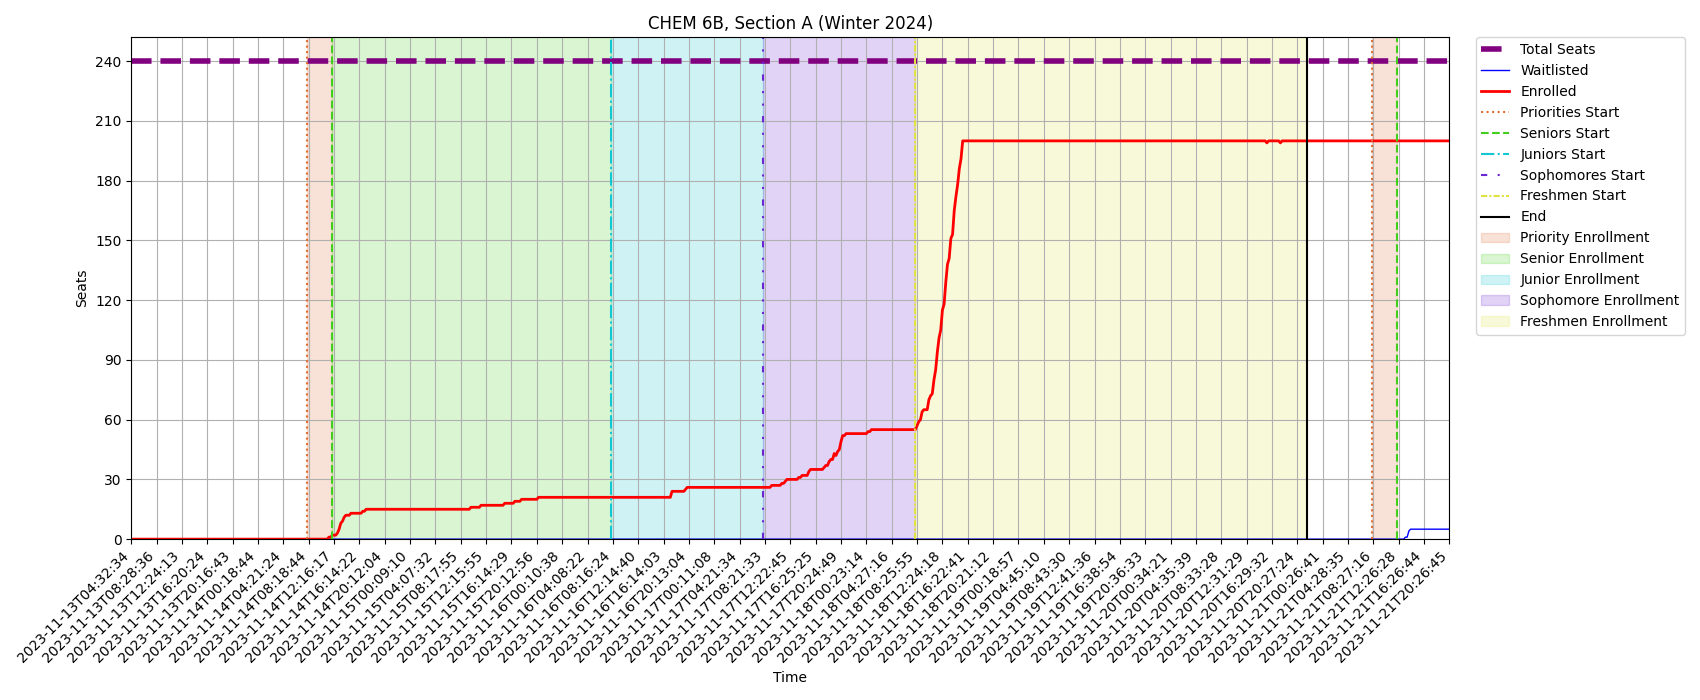 CHEM 6B, Section A (Winter 2024)
Seats
240
210
180
150
120
90
60
30
0
2023-11-13T04:32:34
2023-11-13T08:28:36
2023-11-13T12:24:13
2023-11-13T16:20:24
2023-11-13T20:16:43
2023-11-14T00:18:44
2023-11-14T04:21:24
2023-11-14T08:18:44
2023-11-14T12:16:17
2023-11-14T16:14:22
2023-11-14T20:12:04
2023-11-15T00:09:10
2023-11-15T04:07:32
2023-11-15T08:17:55
2023-11-15T12:15:55
2023-11-15T16:14:29
2023-11-15T20:12:56
2023-11-16T00:10:38
2023-11-16T04:08:22
2023-11-16T08:16:24
2023-11-16T12:14:40
2023-11-16T16:14:03
2023-11-16T20:13:04
2023-11-17T00:11:08
2023-11-17T04:21:34
2023-11-17T08:21:33
2023-11-17T12:22:45
2023-11-17T16:25:25
2023-11-17T20:24:49
2023-11-18T00:23:14
2023-11-18T04:27:16
2023-11-18T08:25:55
2023-11-18T12:24:18
2023-11-18T16:22:41
2023-11-18T20:21:12
2023-11-19T00:18:57
2023-11-19T04:45:10
2023-11-19T08:43:30
2023-11-19T12:41:36
2023-11-19T16:38:54
2023-11-19T20:36:33
2023-11-20T00:34:21
2023-11-20T04:35:39
2023-11-20T08:33:28
2023-11-20T12:31:29
2023-11-20T16:29:32
2023-11-20T20:27:24
2023-11-21T00:26:41
2023-11-21T04:28:35
2023-11-21T08:27:16
2023-11-21T12:26:28
2023-11-21T16:26:44
2023-11-21T20:26:45
Time
Total Seats
Waitlisted
Enrolled
Priorities Start
Seniors Start
Juniors Start
Sophomores Start
Freshmen Start
End
Priority Enrollment
Senior Enrollment
Junior Enrollment
Sophomore Enrollment
Freshmen Enrollment